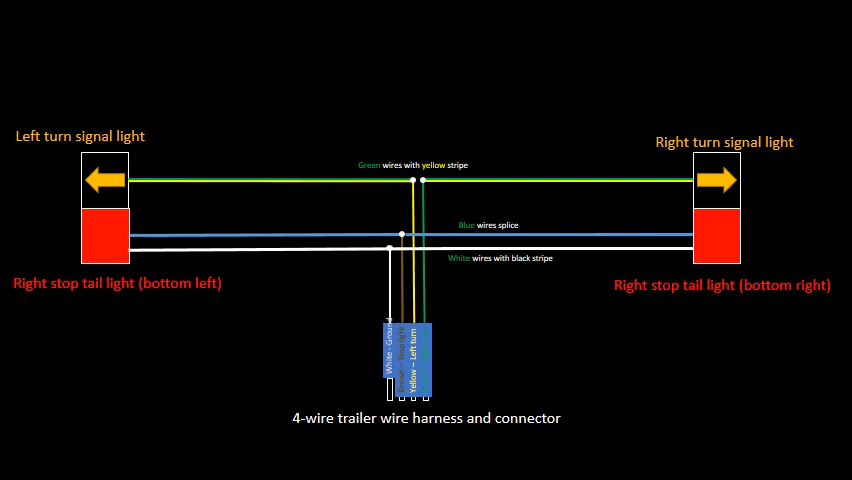 Left turn signal light
Right turn signal light
Green wires with yellow stripe
Blue wires splice
White wires with black stripe
Right stop tail light (bottom left)
Right stop tail light (bottom right)
White - Ground
Brown – Stop light
Yellow – Left turn
4-wire trailer wire harness and connector